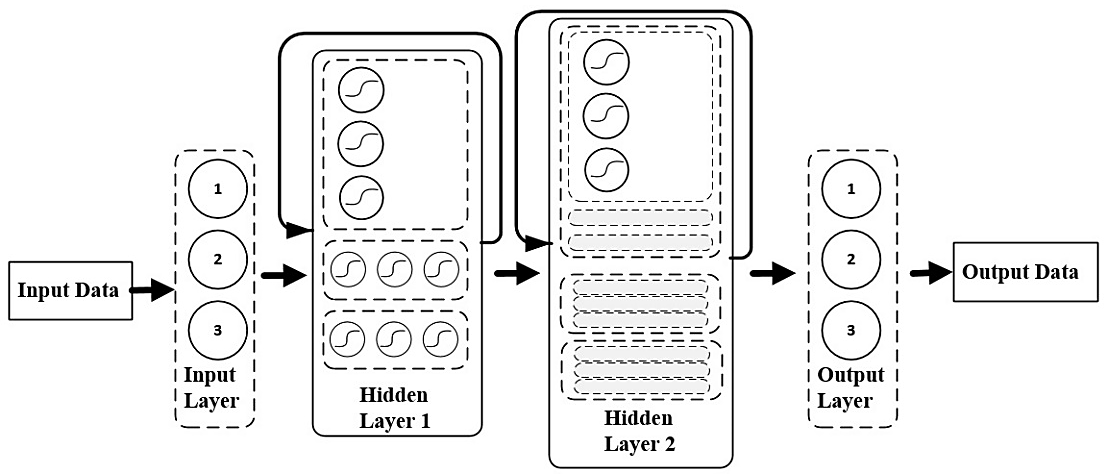 Input Data
1
2
3
Input
Layer
Hidden
Layer 1
Hidden
Layer 2
1
2
3
Output
Layer
Output Data